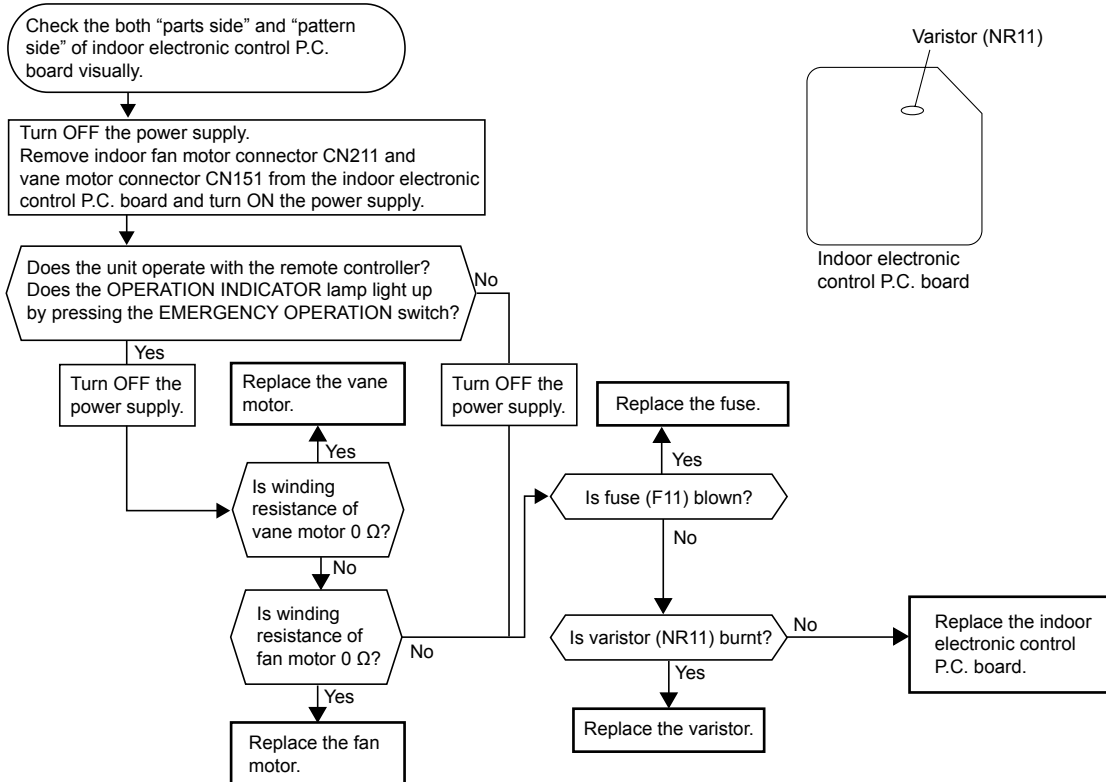 Check the both “parts side” and “pattern
side” of indoor electronic control P.C.
board visually.
Varistor (NR11)
Turn OFF the power supply.
Remove indoor fan motor connector CN211 and
vane motor connector CN151 from the indoor electronic
control P.C. board and turn ON the power supply.
Indoor electronic
control P.C. board
Does the unit operate with the remote controller?
Does the OPERATION INDICATOR lamp light up
by pressing the EMERGENCY OPERATION switch?
No
Yes
Turn OFF the
power supply.
Replace the vane
motor.
Turn OFF the
power supply.
Replace the fuse.
Yes
Yes
Is winding
resistance of
vane motor 0 Ω?
Is fuse (F11) blown?
No
No
Is winding
resistance of
fan motor 0 Ω?
No
Is varistor (NR11) burnt?
No
Replace the indoor
electronic control
P.C. board.
Yes
Yes
Replace the fan
motor.
Replace the varistor.